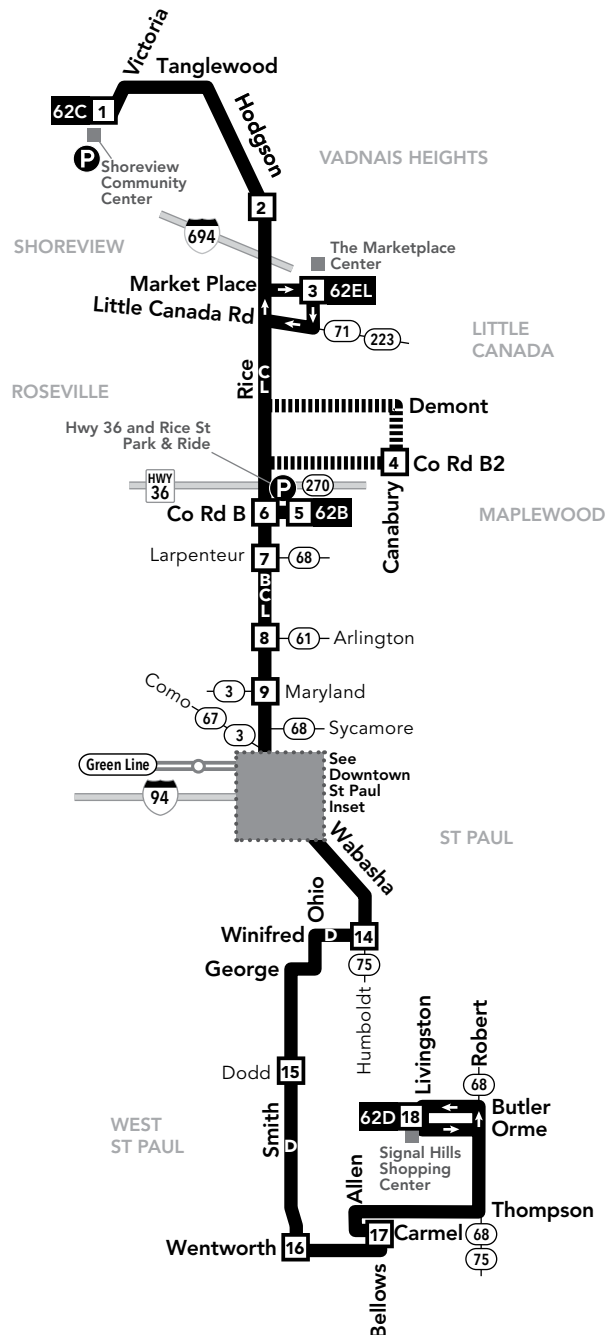 Victoria
Tanglewood
Hodgson
62C 1
P
Shoreview
Community
Center
VADNAIS HEIGHTS
2
694
SHOREVIEW
The Marketplace
Center
Market Place
3 62EL
Little Canada Rd
71
223
LITTLE
CANADA
Rice
C
L
ROSEVILLE
Demont
Hwy 36 and Rice St
Park & Ride
4 Co Rd B2
HWY
36
P
270
Canabury
Co Rd B 6 5 62B
MAPLEWOOD
Larpenteur 7 68
B
C
L
8 61 Arlington
3 9 Maryland
Como
67
3
68 Sycamore
Green Line
See
Downtown
St Paul
Inset
94
ST PAUL
Wabasha
Ohio
Winifred D 14
75
George
Humboldt
Livingston
Robert
Dodd 15
68
62D 18
Butler
Orme
WEST
ST PAUL
Smith
D
Signal Hills
Shopping
Center
Allen
Thompson
17 Carmel 68
75
Wentworth 16
Bellows